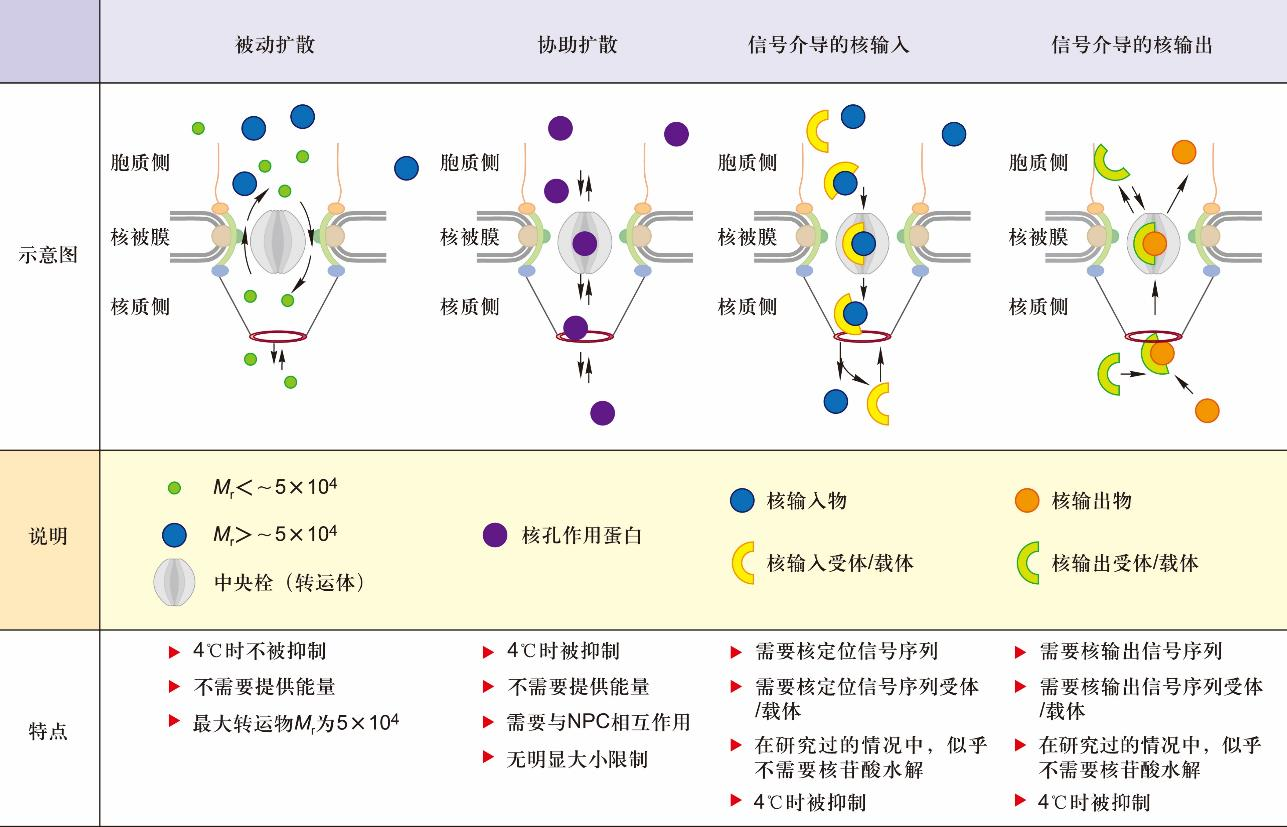 被动扩散
协助扩散
信号介导的核输入
信号介导的核输出
示意图
胞质侧
核被膜
核质侧
胞质侧
核被膜
核质侧
胞质侧
核被膜
核质侧
胞质侧
核被膜
核质侧
说明
Mr＜～5×10⁴
Mr＞～5×10⁴
中央栓（转运体）
核孔作用蛋白
核输入物
核输入受体/载体
核输出物
核输出受体/载体
特点
4℃时不被抑制
不需要提供能量
最大转运物Mr为5×10⁴
4℃时被抑制
不需要提供能量
需要与NPC相互作用
无明显大小限制
需要核定位信号序列
需要核定位信号序列受体
/载体
在研究过的情况中，似乎
不需要核苷酸水解
4℃时被抑制
需要核输出信号序列
需要核输出信号序列受体
/载体
在研究过的情况中，似乎
不需要核苷酸水解
4℃时被抑制